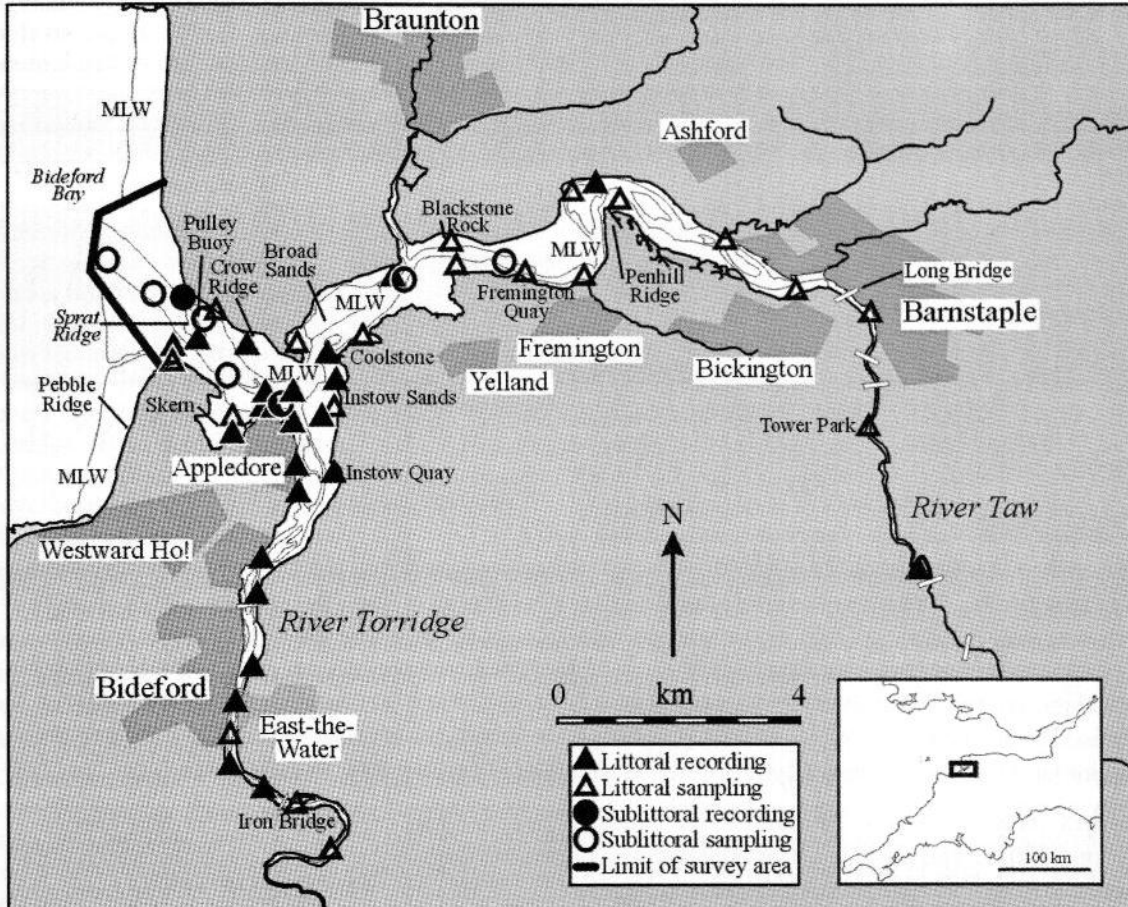 Braunton
MLW
Ashford
Bideford
Bay
Pulley
Buoy
Blackstone
Rock
Broad
Sands
Crow
Ridge
MLW
Long Bridge
MLW
Penhill
Ridge
Fremington
Quay
Sprat
Ridge
Barnstaple
Coolstone
Fremington
Bickington
MLW
Yelland
Pebble
Ridge
Skern
Instow Sands
Tower Park
Appledore
Instow Quay
MLW
River Taw
N
Westward Ho!
River Torridge
Bideford
0 km 4
East-the-
Water
Littoral recording
Littoral sampling
Sublittoral recording
Sublittoral sampling
Limit of survey area
Iron Bridge
100 km